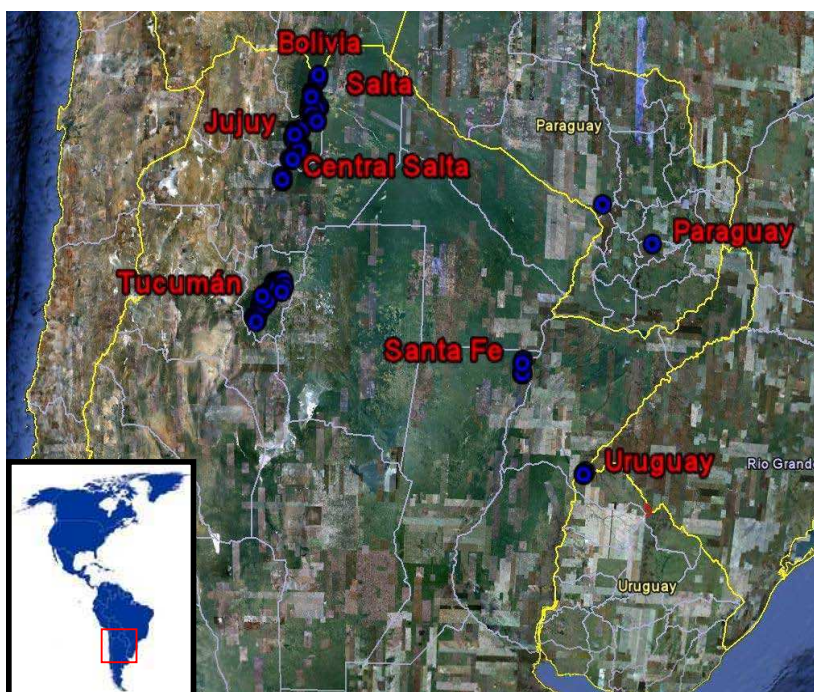 Bolivia
Salta
Jujuy
Paraguay
Central Salta
Paraguay
Tucumán
Santa Fe
Uruguay
Rio Grande
Uruguay